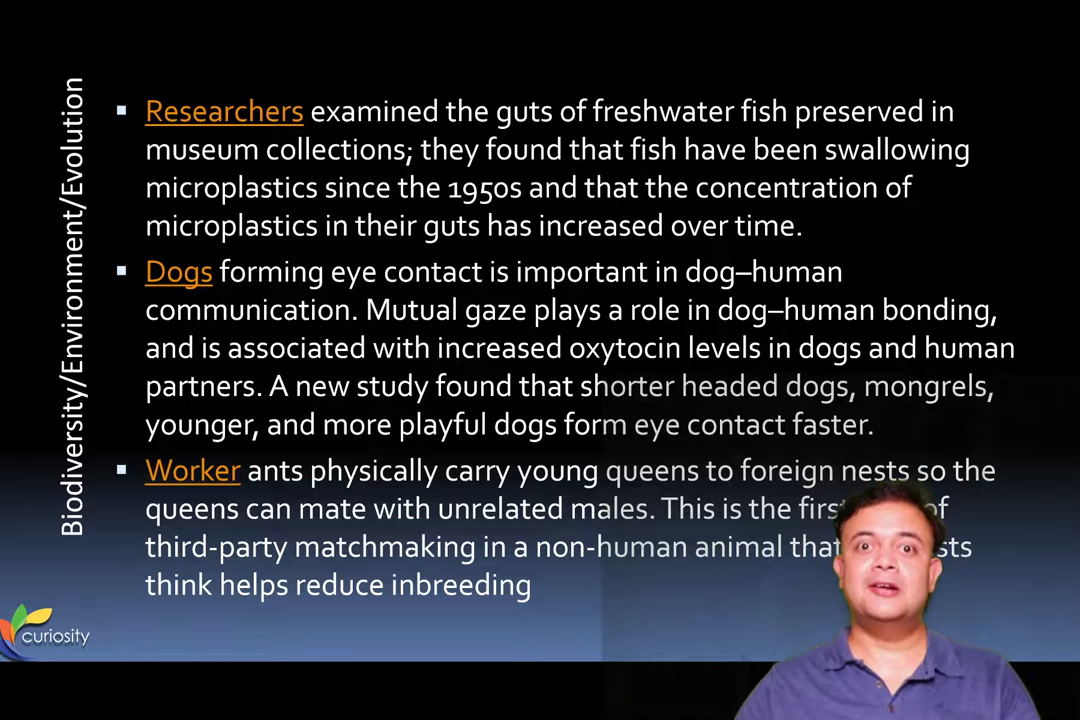 Biodiversity/Environment/Evolution
Researchers examined the guts of freshwater fish preserved in
museum collections; they found that fish have been swallowing
microplastics since the 1950s and that the concentration of
microplastics in their guts has increased over time.
Dogs forming eye contact is important in dog–human
communication. Mutual gaze plays a role in dog–human bonding,
and is associated with increased oxytocin levels in dogs and human
partners. A new study found that shorter headed dogs, mongrels,
younger, and more playful dogs form eye contact faster.
Worker ants physically carry young queens to foreign nests so the
queens can mate with unrelated males. This is the first of
third-party matchmaking in a non-human animal that
think helps reduce inbreeding
curiosity